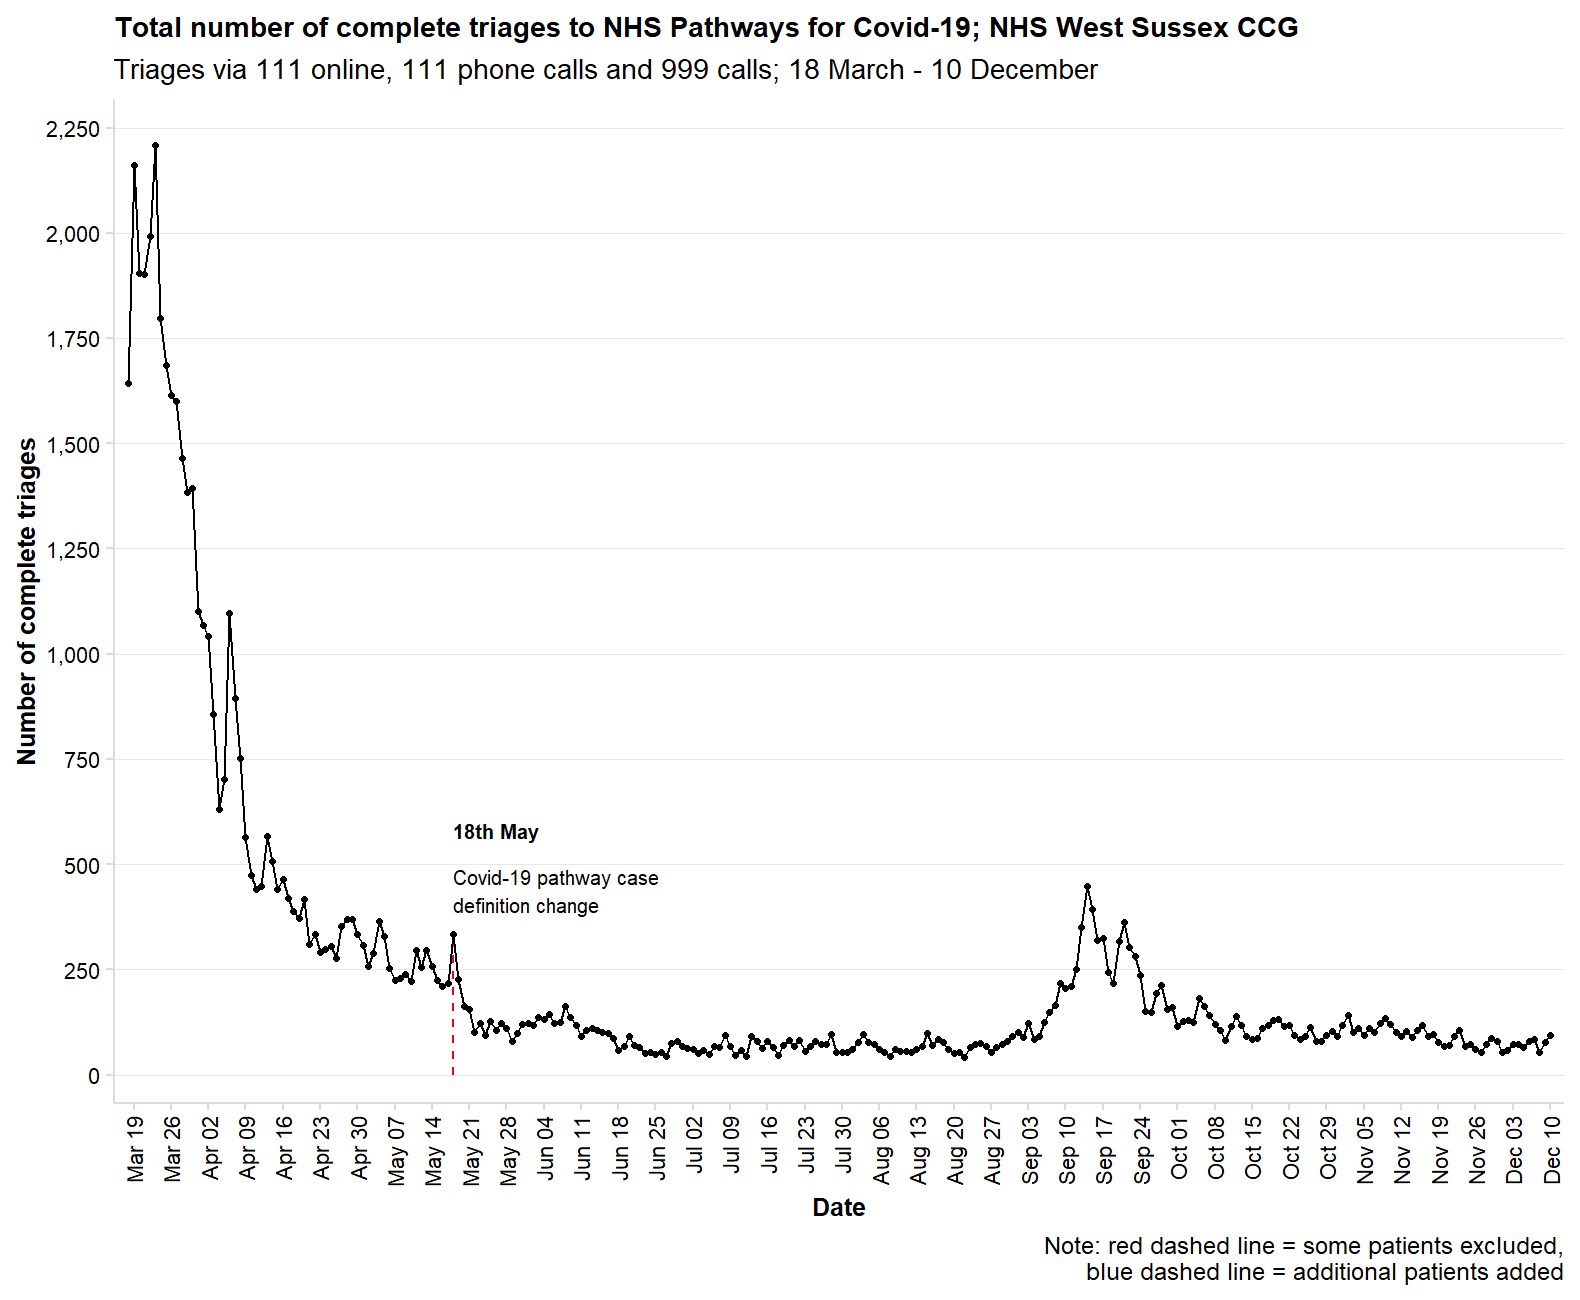 Total number of complete triages to NHS Pathways for Covid-19; NHS West Sussex CCG
Triages via 111 online, 111 phone calls and 999 calls; 18 March - 10 December
Number of complete triages
2,250
2,000
1,750
1,500
1,250
1,000
750
500
250
0
18th May
Covid-19 pathway case
definition change
Mar 19
Mar 26
Apr 02
Apr 09
Apr 16
Apr 23
Apr 30
May 07
May 14
May 21
May 28
Jun 04
Jun 11
Jun 18
Jun 25
Jul 02
Jul 09
Jul 16
Jul 23
Jul 30
Aug 06
Aug 13
Aug 20
Aug 27
Sep 03
Sep 10
Sep 17
Sep 24
Oct 01
Oct 08
Oct 15
Oct 22
Oct 29
Nov 05
Nov 12
Nov 19
Nov 26
Dec 03
Dec 10
Date
Note: red dashed line = some patients excluded,
blue dashed line = additional patients added